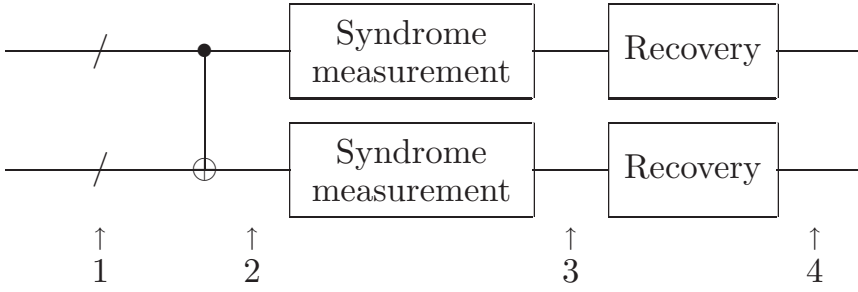 Syndrome
measurement
Recovery
Syndrome
measurement
Recovery
↑ ↑ ↑ ↑
1 2 3 4